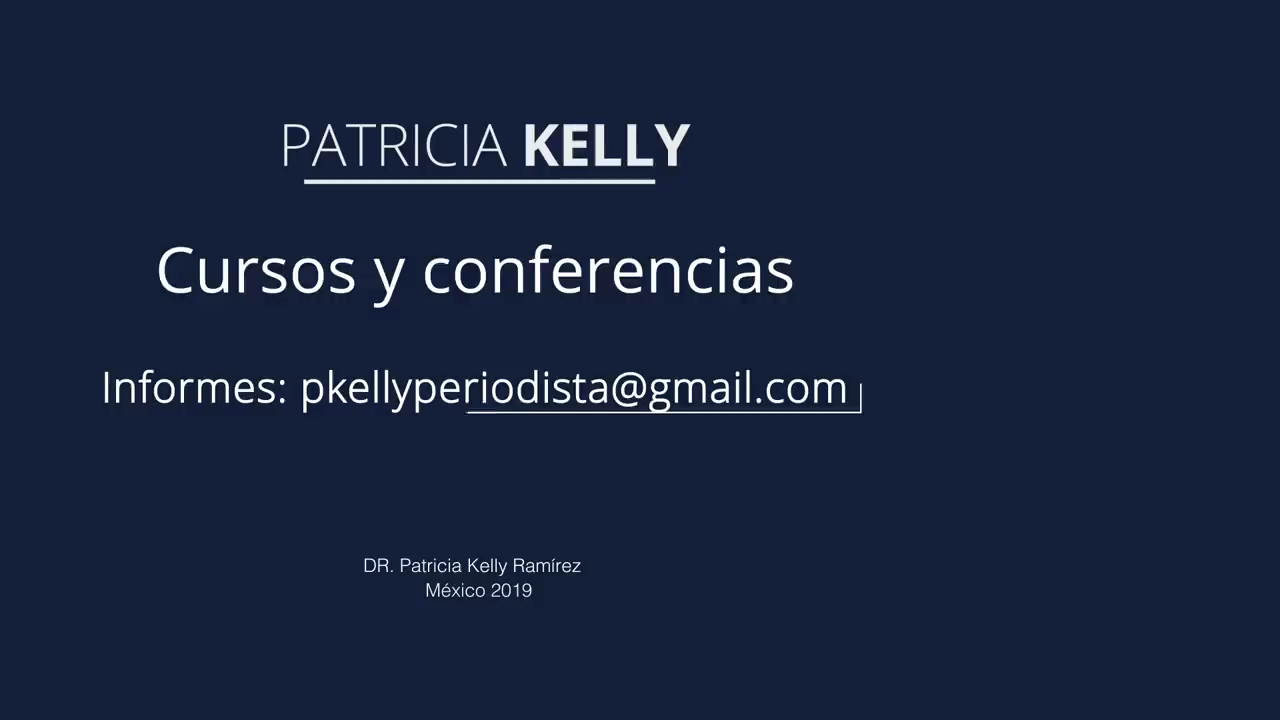 PATRICIA KELLY
Cursos y conferencias
Informes: pkellyperiodista@gmail.com
DR. Patricia Kelly Ramírez
México 2019